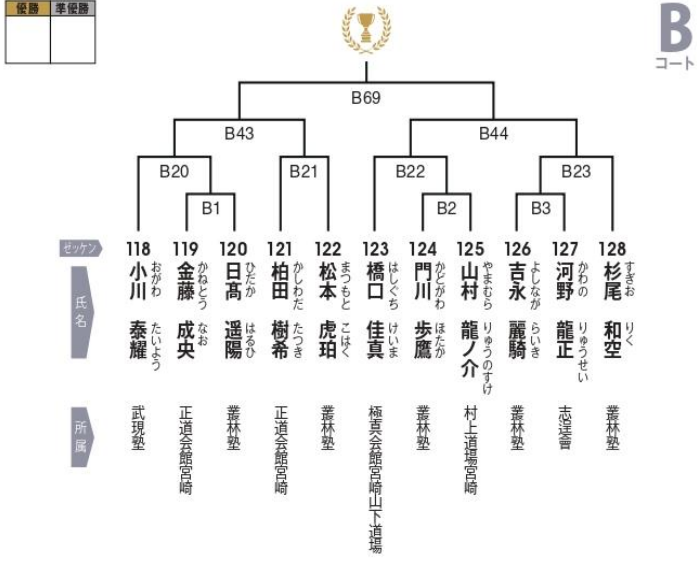 優勝 準優勝
B
コート
B69
B43 B44
B20 B21 B22 B23
B1 B2 B3
ゼッケン 118 119 120 121 122 123 124 125 126 127 128
氏名
小川 泰耀 おがわ たいよう
金藤 成央 かねとう なお
日髙 遥陽 ひだか はるひ
柏田 樹希 かしわだ たつき
松本 虎珀 まつもと こはく
橋口 佳真 はしぐち けいま
門川 歩鷹 かどがわ ほたか
山村 龍ノ介 やまむら りゅうのすけ
吉永 麗騎 よしなが らいき
河野 龍正 かわの りゅうせい
杉尾 和空 すぎお りく
所属
武現塾
正道会館宮崎
叢林塾
正道会館宮崎
叢林塾
極真会館宮崎山下道場
叢林塾
村上道場宮崎
叢林塾
志逞會
叢林塾